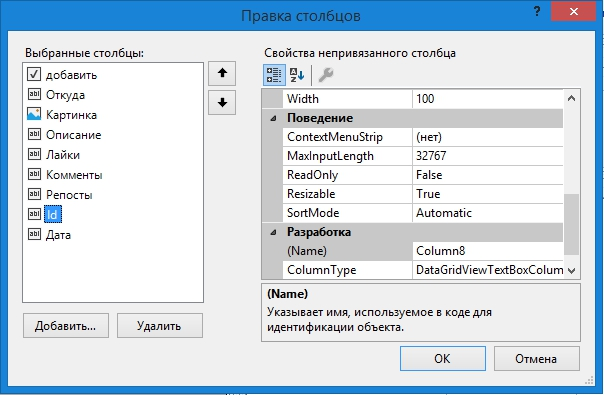 Правка столбцов
?
Выбранные столбцы:
добавить
Откуда
Картинка
Описание
Лайки
Комменты
Репосты
Id
Дата
Добавить...
Удалить
Свойства непривязанного столбца
Width 100
Поведение
ContextMenuStrip (нет)
MaxInputLength 32767
ReadOnly False
Resizable True
SortMode Automatic
Разработка
(Name) Column8
ColumnType DataGridViewTextBoxColum
(Name)
Указывает имя, используемое в коде для
идентификации объекта.
ОК
Отмена